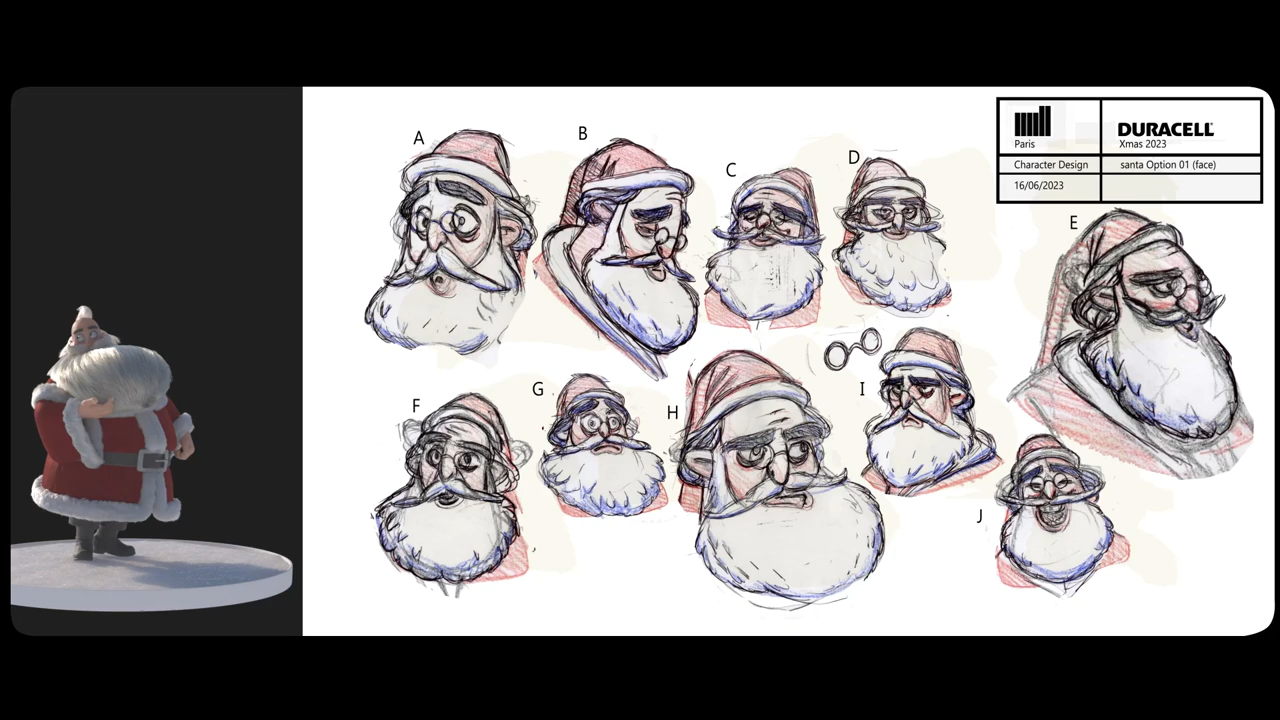 A
B
C
D
E
F
G
H
I
J
Paris
DURACELL
Xmas 2023
Character Design
santa Option 01 (face)
16/06/2023